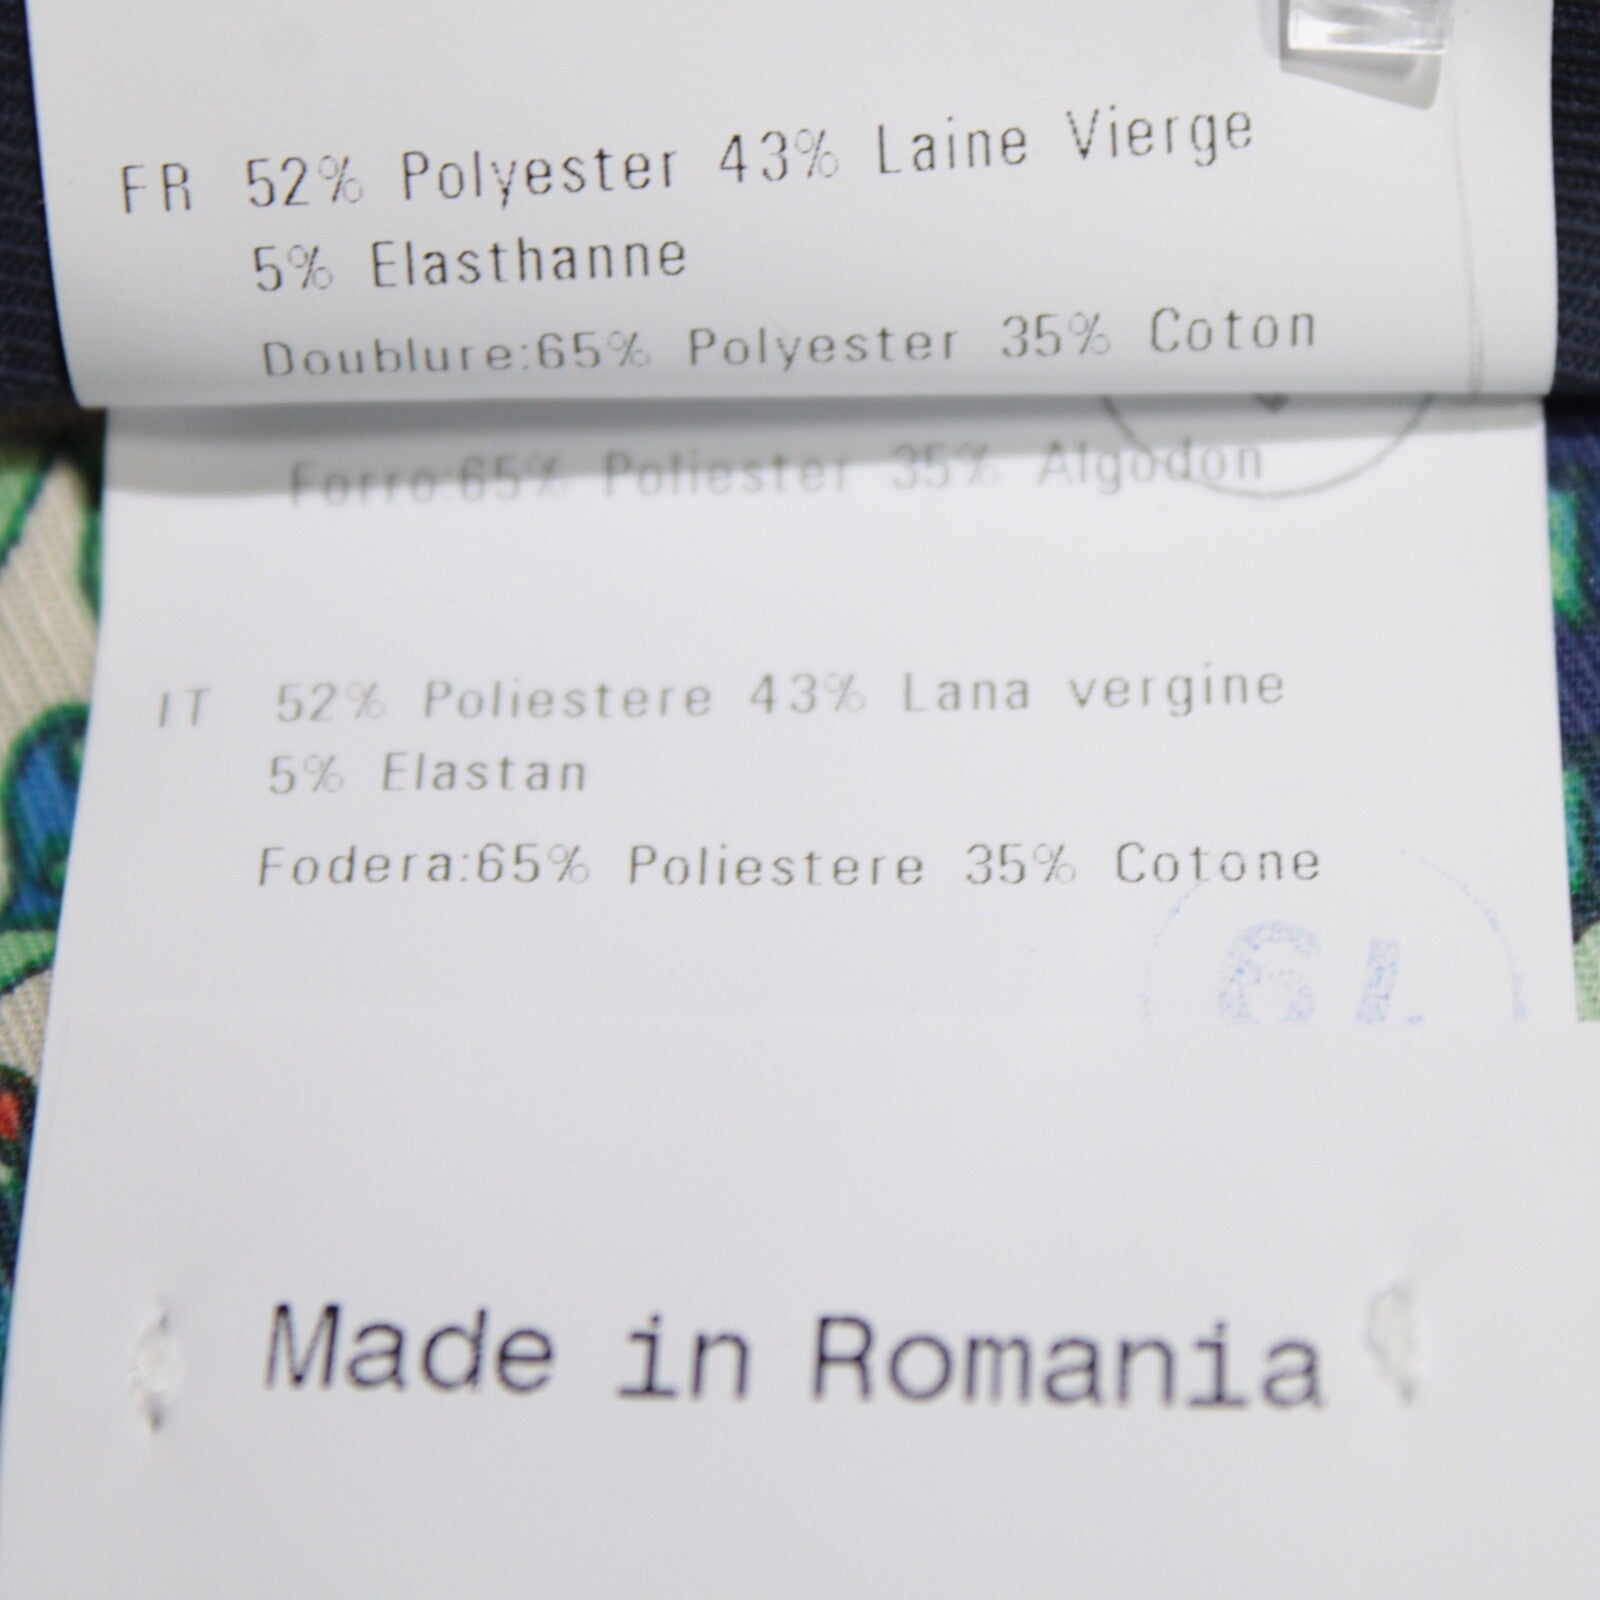 FR 52% Polyester 43% Laine Vierge
5% Elasthanne
Doublure:65% Polyester 35% Coton
Forro:65% Poliester 35% Algodon
IT 52% Poliestere 43% Lana vergine
5% Elastan
Fodera:65% Poliestere 35% Cotone
Made in Romania